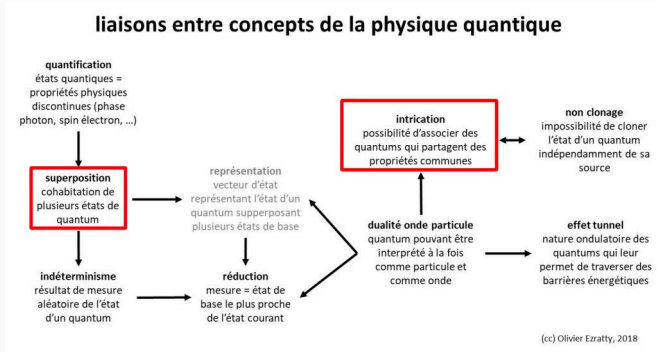 liaisons entre concepts de la physique quantique
quantification
états quantiques =
propriétés physiques
discontinues (phase
photon, spin électron, ...)
superposition
cohabitation de
plusieurs états de
quantum
indéterminisme
résultat de mesure
aléatoire de l'état
d'un quantum
représentation
vecteur d'état
représentant l'état d'un
quantum supperposant
plusieurs états de base
réduction
mesure = état de
base le plus proche
de l'état courant
intrication
possibilité d'associer des
quantums qui partagent des
propriétés communes
dualité onde particule
quantum pouvant être
interprété à la fois
comme particule et
comme onde
non clonage
impossibilité de cloner
l'état d'un quantum
indépendamment de sa
source
effet tunnel
nature ondulatoire des
quantums qui leur
permet de traverser des
barrières énergétiques
(cc) Olivier Ezratty, 2018